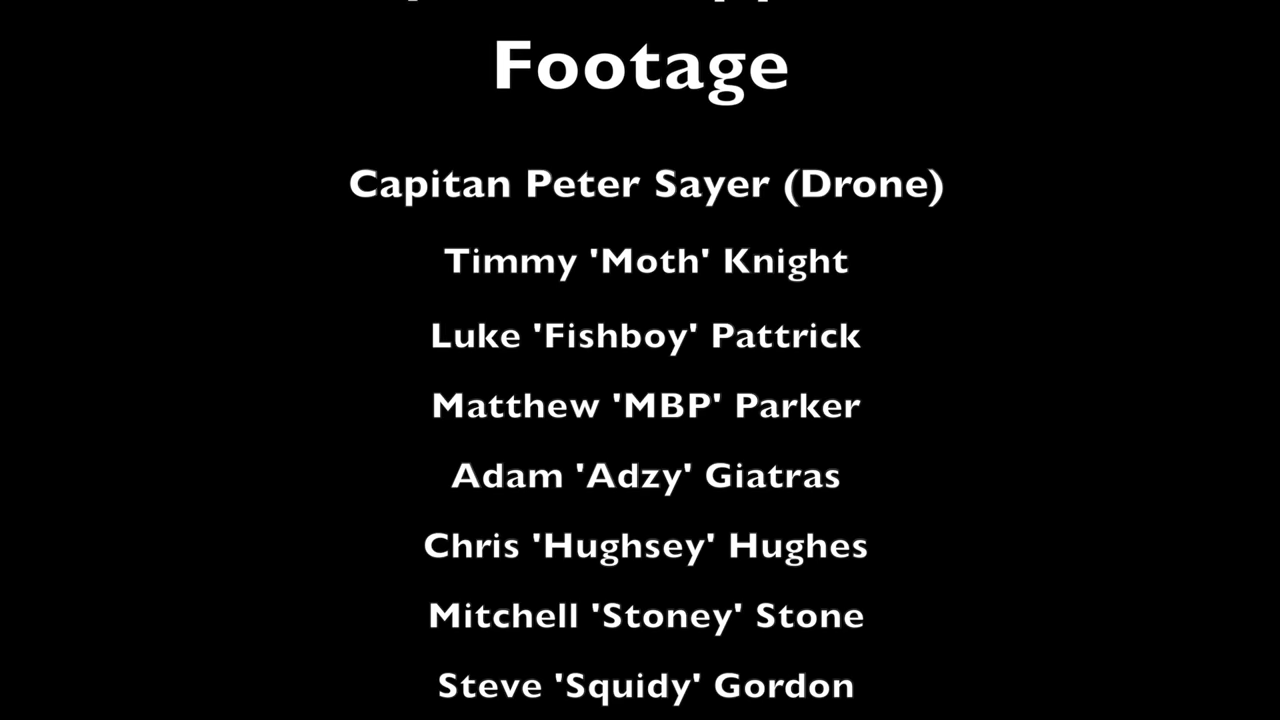 Footage
Capitan Peter Sayer (Drone)
Timmy 'Moth' Knight
Luke 'Fishboy' Pattrick
Matthew 'MBP' Parker
Adam 'Adzy' Giatras
Chris 'Hughsey' Hughes
Mitchell 'Stoney' Stone
Steve 'Squidy' Gordon